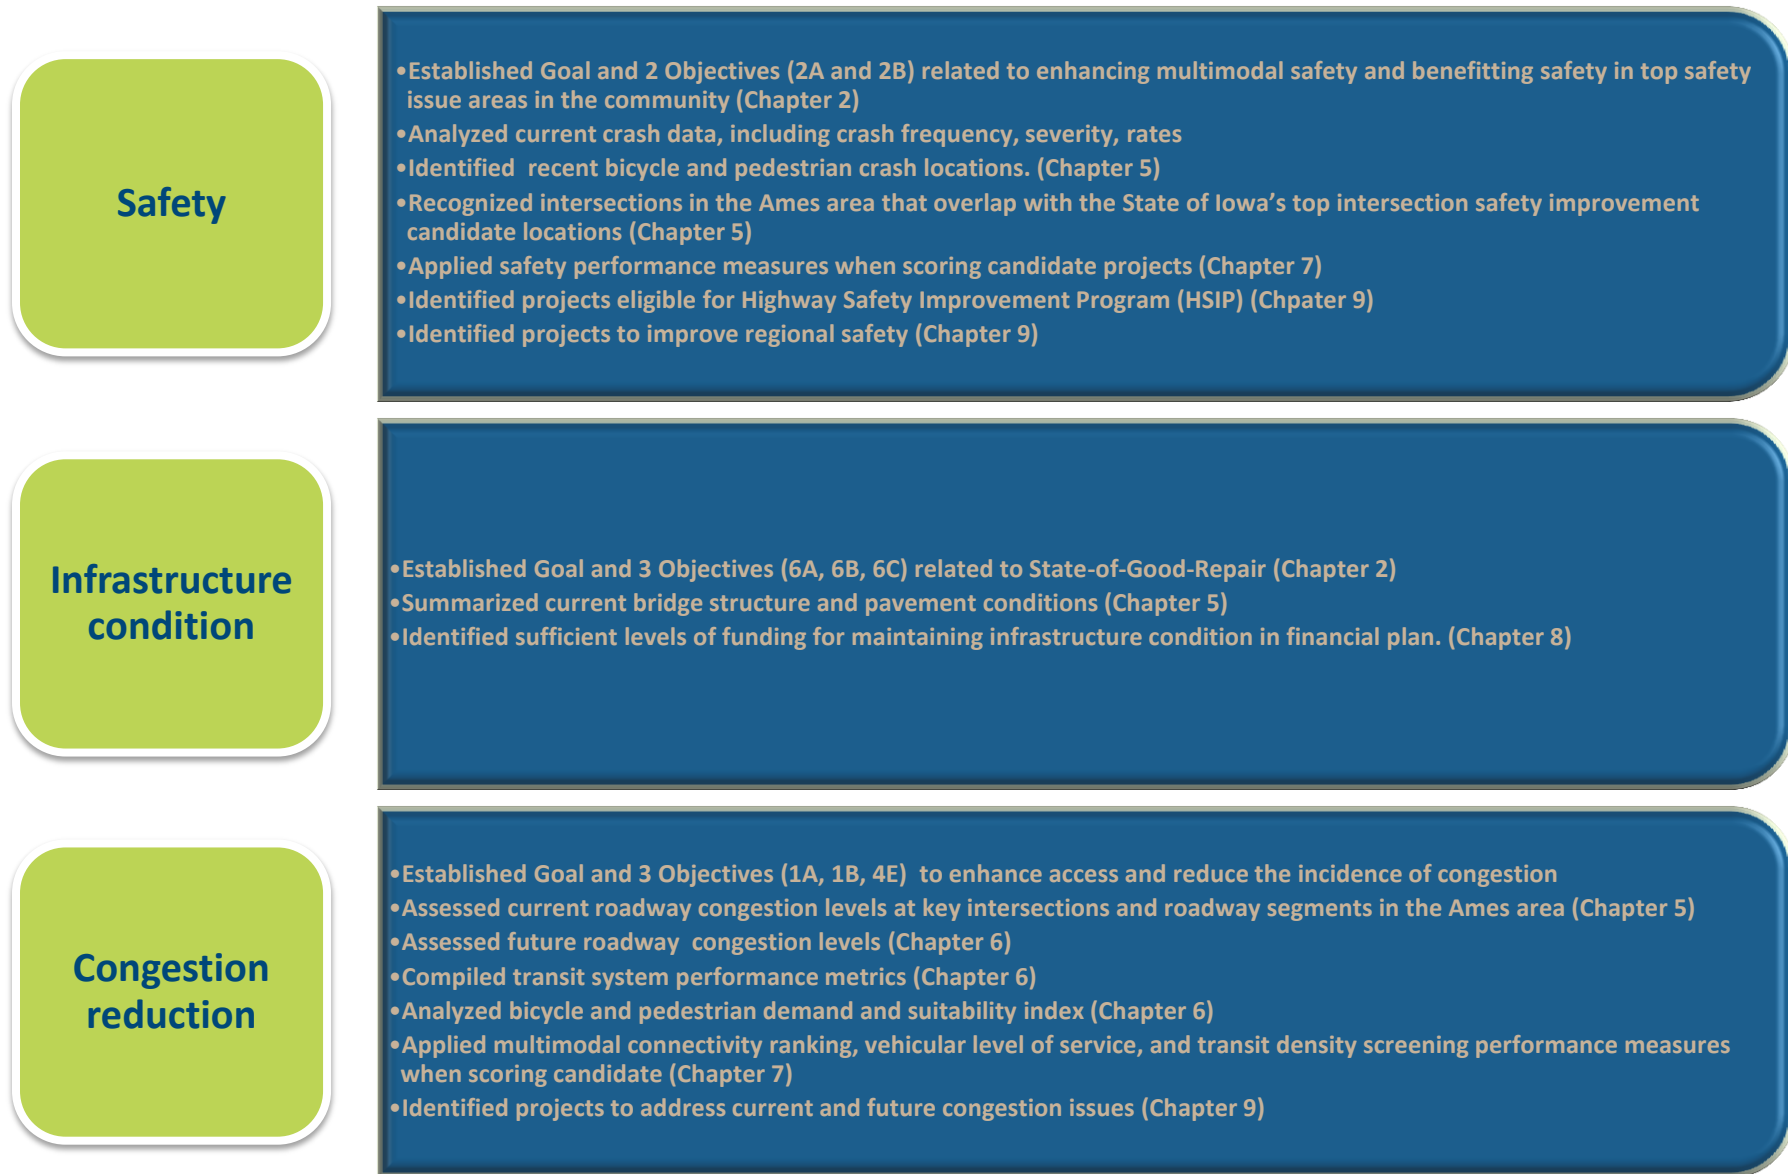 Safety
•Established Goal and 2 Objectives (2A and 2B) related to enhancing multimodal safety and benefitting safety in top safety
issue areas in the community (Chapter 2)
•Analyzed current crash data, including crash frequency, severity, rates
•Identified  recent bicycle and pedestrian crash locations. (Chapter 5)
•Recognized intersections in the Ames area that overlap with the State of Iowa’s top intersection safety improvement
candidate locations (Chapter 5)
•Applied safety performance measures when scoring candidate projects (Chapter 7)
•Identified projects eligible for Highway Safety Improvement Program (HSIP) (Chpater 9)
•Identified projects to improve regional safety (Chapter 9)
Infrastructure
condition
•Established Goal and 3 Objectives (6A, 6B, 6C) related to State-of-Good-Repair (Chapter 2)
•Summarized current bridge structure and pavement conditions (Chapter 5)
•Identified sufficient levels of funding for maintaining infrastructure condition in financial plan. (Chapter 8)
Congestion
reduction
•Established Goal and 3 Objectives (1A, 1B, 4E)  to enhance access and reduce the incidence of congestion
•Assessed current roadway congestion levels at key intersections and roadway segments in the Ames area (Chapter 5)
•Assessed future roadway  congestion levels (Chapter 6)
•Compiled transit system performance metrics (Chapter 6)
•Analyzed bicycle and pedestrian demand and suitability index (Chapter 6)
•Applied multimodal connectivity ranking, vehicular level of service, and transit density screening performance measures
when scoring candidate (Chapter 7)
•Identified projects to address current and future congestion issues (Chapter 9)